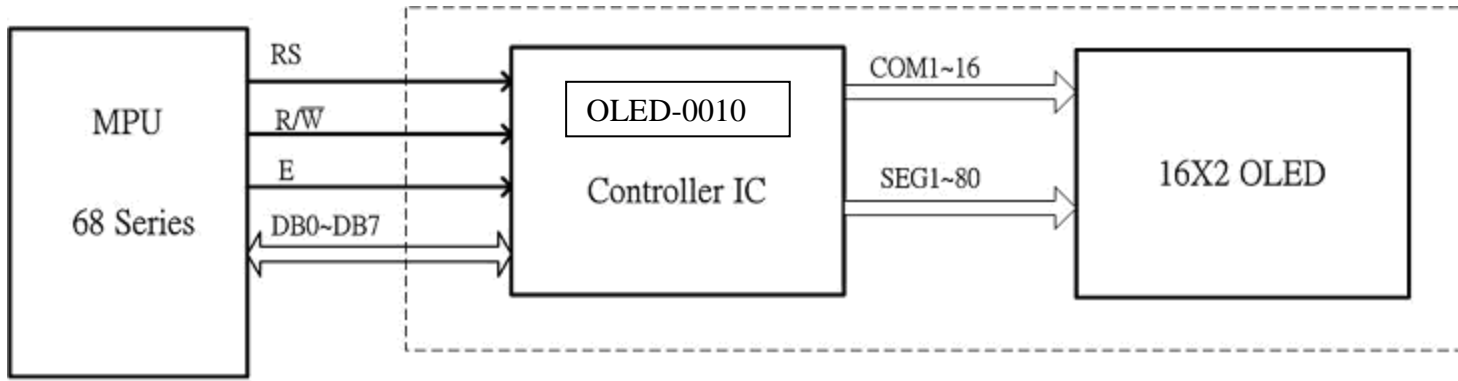 MPU
68 Series
RS
R/W̅
E
DB0~DB7
OLED-0010
Controller IC
COM1~16
SEG1~80
16X2 OLED